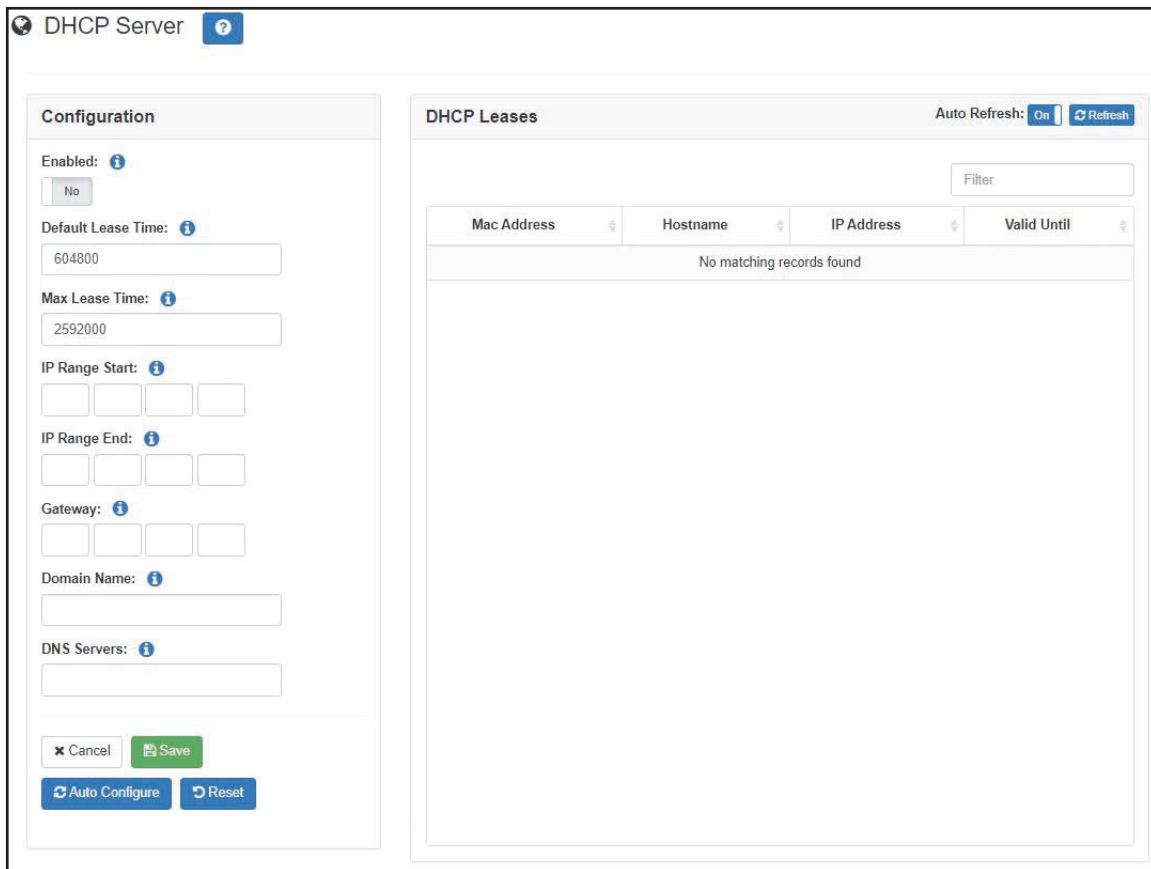 DHCP Server
Configuration
Enabled:
No
Default Lease Time:
604800
Max Lease Time:
2592000
IP Range Start:
IP Range End:
Gateway:
Domain Name:
DNS Servers:
Cancel Save
Auto Configure Reset
DHCP Leases Auto Refresh: On Refresh
Filter
Mac Address Hostname IP Address Valid Until
No matching records found